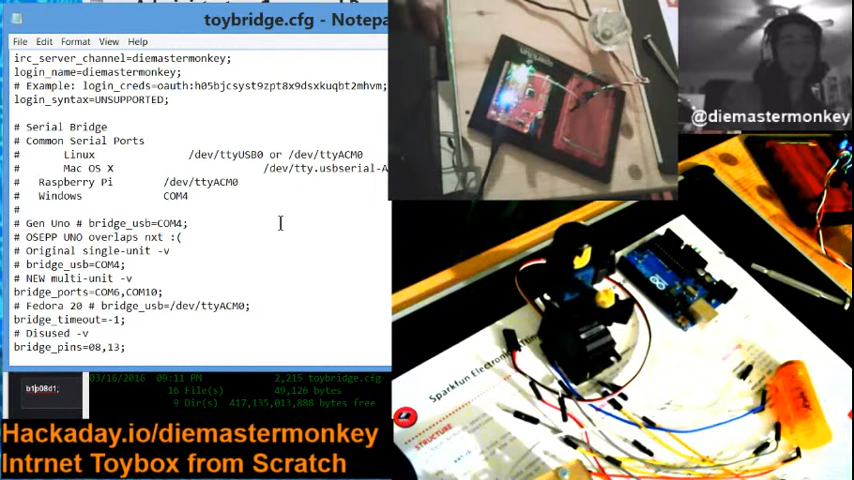 toybridge.cfg - Notepa
File Edit Format View Help
irc_server_channel=diemastermonkey;
login_name=diemastermonkey;
# Example: login_creds=oauth:h05bjcsyst9zpt8x9dsxkuqbt2mhvm;
login_syntax=UNSUPPORTED;
# Serial Bridge
# Common Serial Ports
# Linux /dev/ttyUSB0 or /dev/ttyACM0
# Mac OS X /dev/tty.usbserial-A
# Raspberry Pi /dev/ttyACM0
# Windows COM4
#
# Gen Uno # bridge_usb=COM4;
# OSEPP UNO overlaps nxt :(
# Original single-unit -v
# bridge_usb=COM4;
# NEW multi-unit -v
bridge_ports=COM6,COM10;
# Fedora 20 # bridge_usb=/dev/ttyACM0;
bridge_timeout=-1;
# Disused -v
bridge_pins=08,13;
03/16/2016 09:11 PM 2,215 toybridge.cfg
16 File(s) 49,126 bytes
9 Dir(s) 417,135,013,888 bytes free
b1p08d1;
Hackaday.io/diemastermonkey
Intrnet Toybox from Scratch
@diemastermonkey
sparkfun
Sparkfun Electronics
STRUCTURE